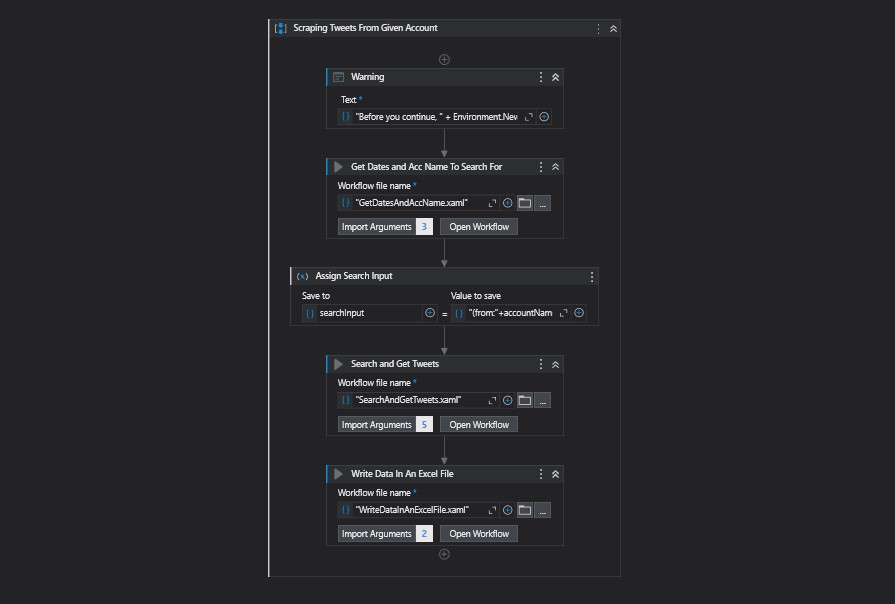 Scraping Tweets From Given Account
Warning
Text *
"Before you continue, " + Environment.New
Get Dates and Acc Name To Search For
Workflow file name *
"GetDatesAndAccName.xaml"
...
Import Arguments 3 Open Workflow
Assign Search Input
Save to Value to save
searchInput = "(from:"+accountNam
Search and Get Tweets
Workflow file name *
"SearchAndGetTweets.xaml"
...
Import Arguments 5 Open Workflow
Write Data In An Excel File
Workflow file name *
"WriteDataInAnExcelFile.xaml"
...
Import Arguments 2 Open Workflow